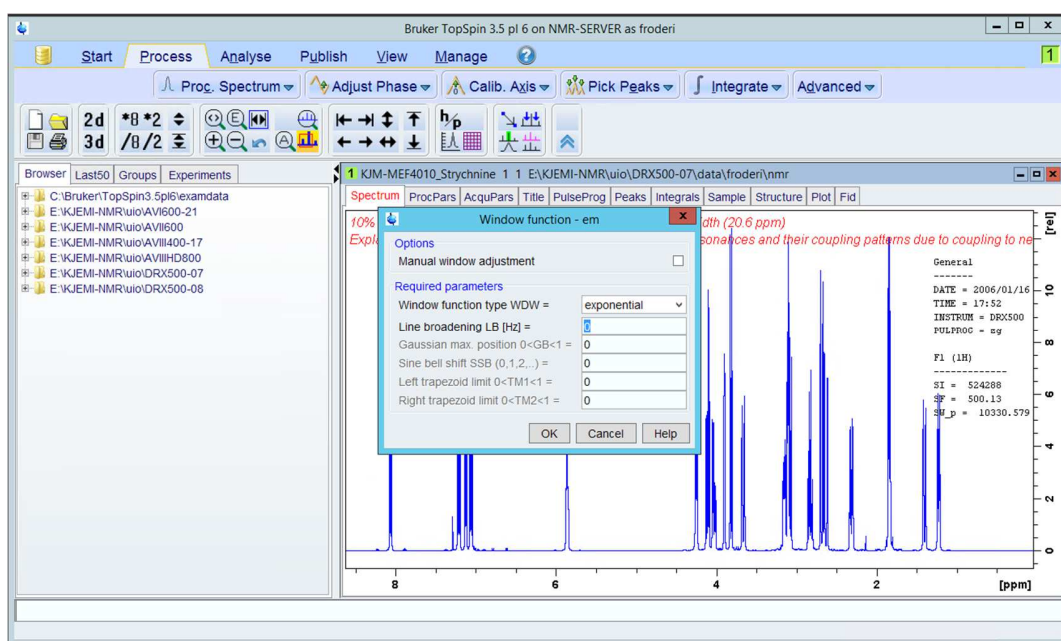 Bruker TopSpin 3.5 pl 6 on NMR-SERVER as froderi
Start Process Analyse Publish View Manage
1
Proc. Spectrum Adjust Phase Calib. Axis Pick Peaks Integrate Advanced
2d *8 *2 E h/p
3d /8 /2 A
Browser Last50 Groups Experiments
C:\Bruker\TopSpin3.5pl6\examdata
E:\KJEMI-NMR\uio\AVI600-21
E:\KJEMI-NMR\uio\AVII600
E:\KJEMI-NMR\uio\AVIII400-17
E:\KJEMI-NMR\uio\AVIIIHD800
E:\KJEMI-NMR\uio\DRX500-07
E:\KJEMI-NMR\uio\DRX500-08
1 KJM-MEF4010_Strychnine 1 1 E:\KJEMI-NMR\uio\DRX500-07\data\froderi\nmr
Spectrum ProcPars AcquPars Title PulseProg Peaks Integrals Sample Structure Plot Fid
10% dth (20.6 ppm)
Expl sonances and their coupling patterns due to coupling to ne
Window function - em
Options
Manual window adjustment
Required parameters
Window function type WDW = exponential
Line broadening LB [Hz] = 0
Gaussian max. position 0<GB<1 = 0
Sine bell shift SSB (0,1,2,..) = 0
Left trapezoid limit 0<TM1<1 = 0
Right trapezoid limit 0<TM2<1 = 0
OK Cancel Help
General
-------
DATE = 2006/01/16
TIME = 17:52
INSTRUM = DRX500
PULPROG = zg
F1 (1H)
-------------
SI = 524288
SF = 500.13
SW_p = 10330.579
[rel]
10
8
6
4
2
0
8 6 4 2 [ppm]